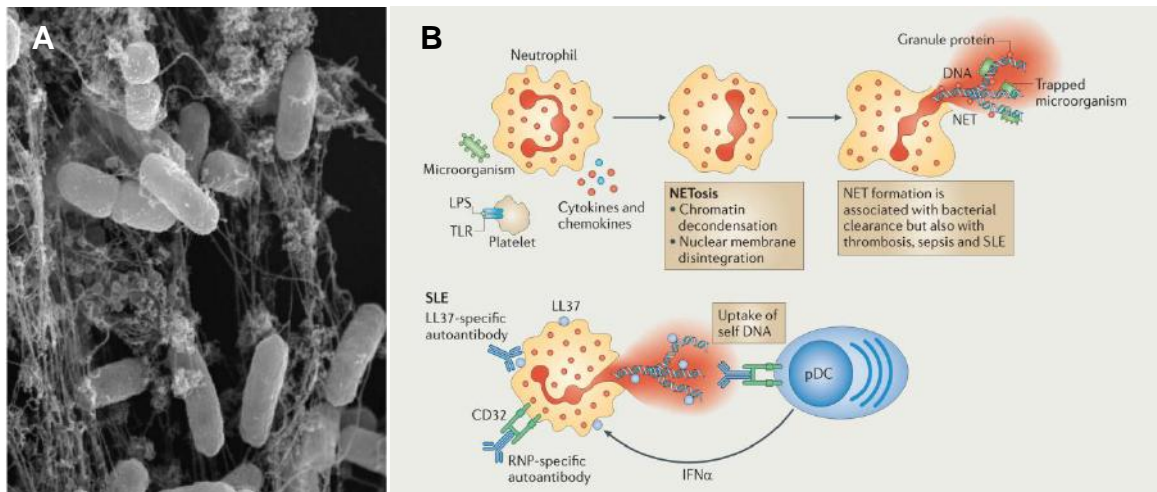 A
B
Neutrophil
Granule protein
DNA
Trapped
microorganism
NET
Microorganism
LPS
TLR
Platelet
Cytokines and
chemokines
NETosis
• Chromatin
decondensation
• Nuclear membrane
disintegration
NET formation is
associated with bacterial
clearance but also with
thrombosis, sepsis and SLE
SLE
LL37-specific
autoantibody
LL37
Uptake of
self DNA
pDC
CD32
RNP-specific
autoantibody
IFNα